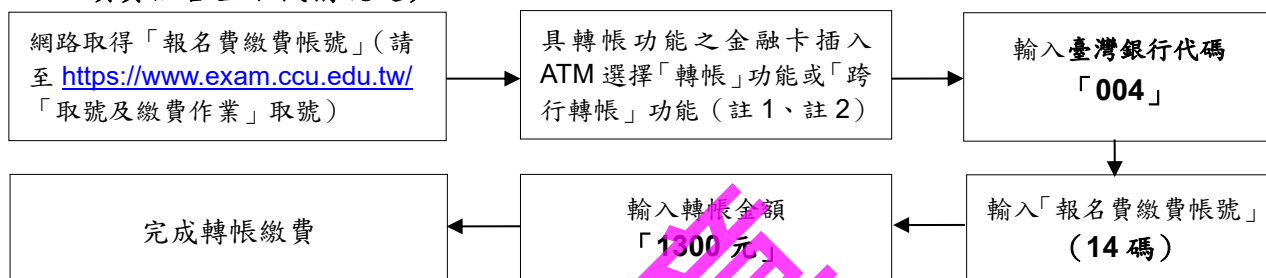 網路取得「報名費繳費帳號」（請
至 https://www.exam.ccu.edu.tw/
「取號及繳費作業」取號）
具轉帳功能之金融卡插入
ATM 選擇「轉帳」功能或「跨
行轉帳」功能（註 1、註 2）
輸入臺灣銀行代碼
「004」
輸入「報名費繳費帳號」
（14 碼）
輸入轉帳金額
「1300 元」
完成轉帳繳費